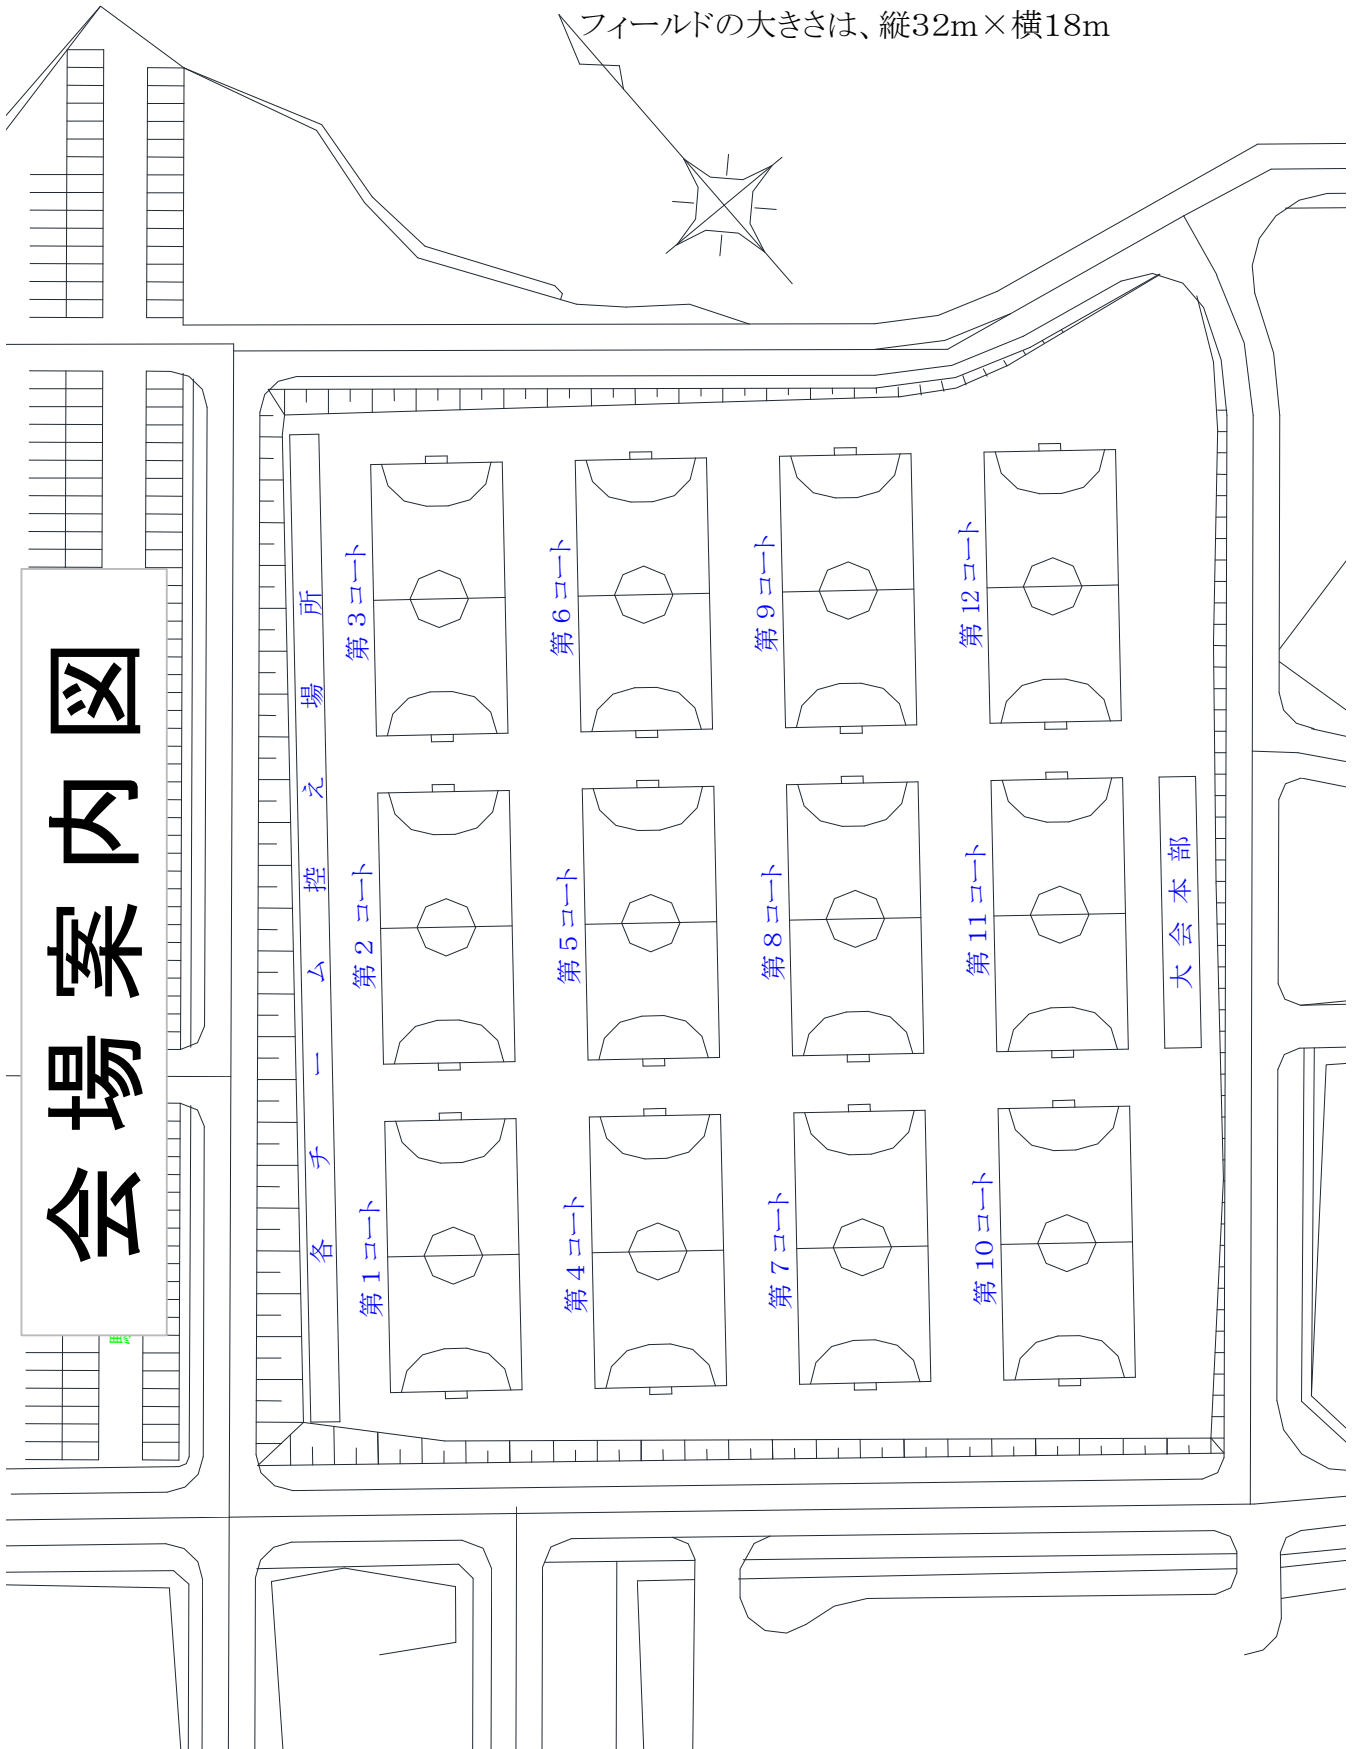 フィールドの大きさは、縦32m×横18m
会場案内図
各チーム控え場所
第3コート
第6コート
第9コート
第12コート
第2コート
第5コート
第8コート
第11コート
大会本部
第1コート
第4コート
第7コート
第10コート